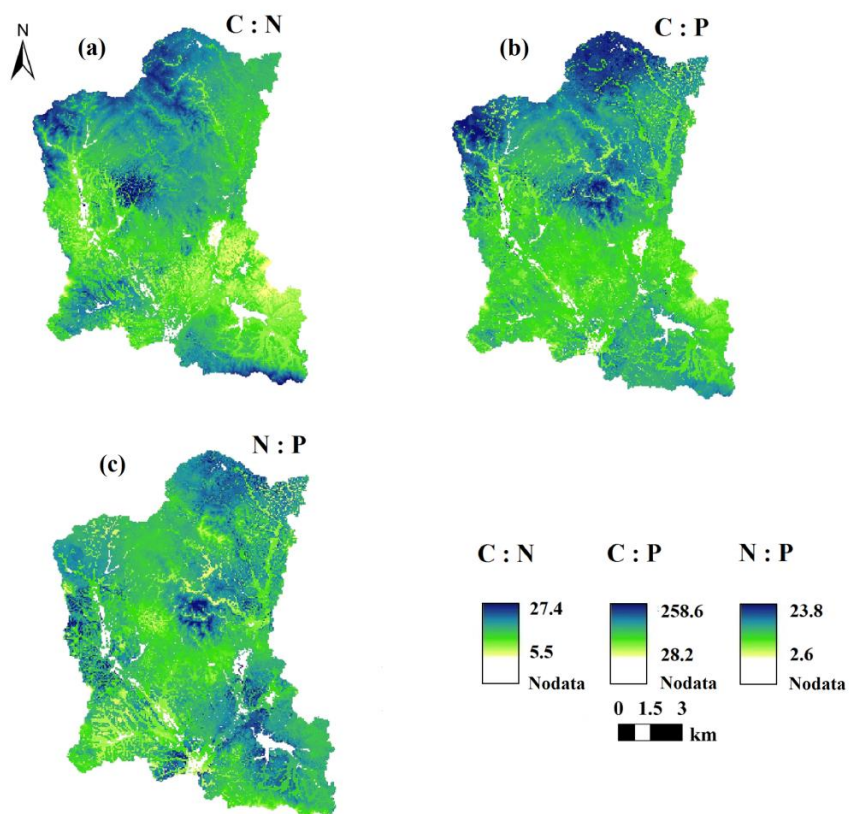 N
(a)
C : N
(b)
C : P
(c)
N : P
C : N
C : P
N : P
27.4
258.6
23.8
5.5
28.2
2.6
Nodata
Nodata
Nodata
0 1.5 3
km